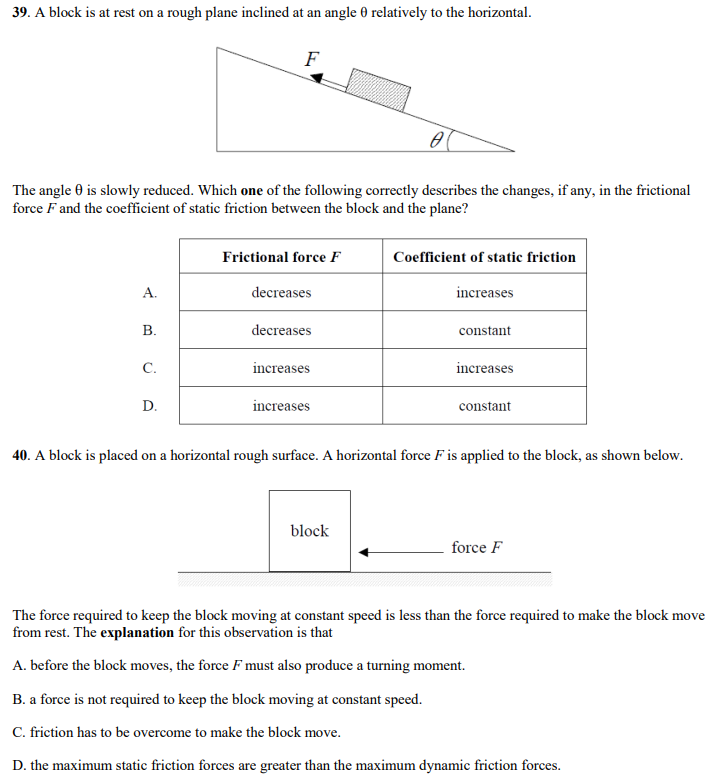 39. A block is at rest on a rough plane inclined at an angle θ relatively to the horizontal.
F
θ
The angle θ is slowly reduced. Which one of the following correctly describes the changes, if any, in the frictional
force F and the coefficient of static friction between the block and the plane?
Frictional force F Coefficient of static friction
A. decreases increases
B. decreases constant
C. increases increases
D. increases constant
40. A block is placed on a horizontal rough surface. A horizontal force F is applied to the block, as shown below.
block
force F
The force required to keep the block moving at constant speed is less than the force required to make the block move
from rest. The explanation for this observation is that
A. before the block moves, the force F must also produce a turning moment.
B. a force is not required to keep the block moving at constant speed.
C. friction has to be overcome to make the block move.
D. the maximum static friction forces are greater than the maximum dynamic friction forces.